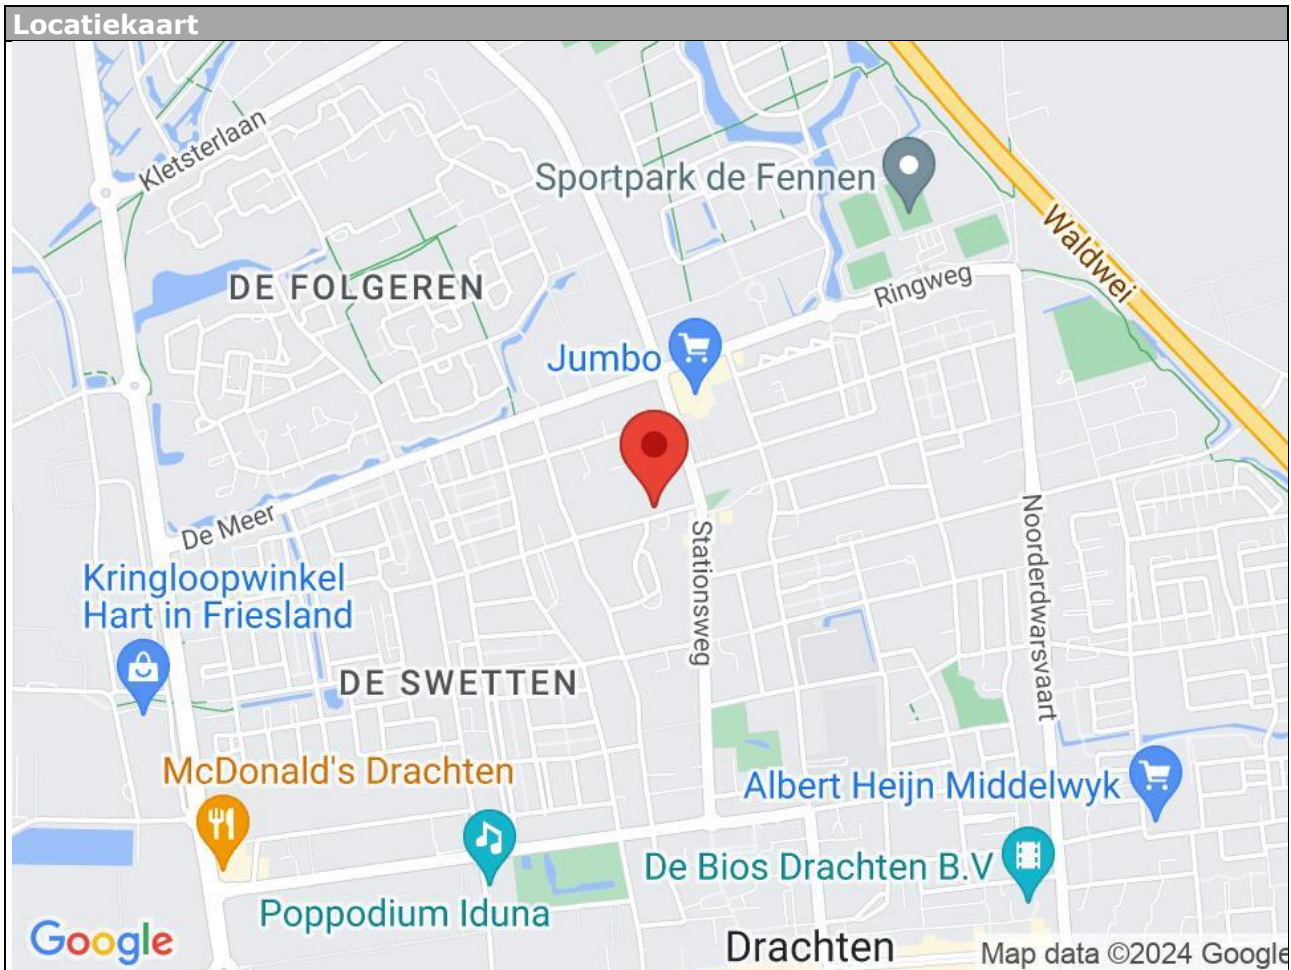 Locatiekaart
Kletsterlaan
Sportpark de Fennen
Waldwei
DE FOLGEREN
Ringweg
Jumbo
De Meer
Stationsweg
Noorderdwarsvaart
Kringloopwinkel
Hart in Friesland
DE SWETTEN
McDonald's Drachten
Albert Heijn Middelwyk
De Bios Drachten B.V
Poppodium Iduna
Google
Drachten
Map data ©2024 Google